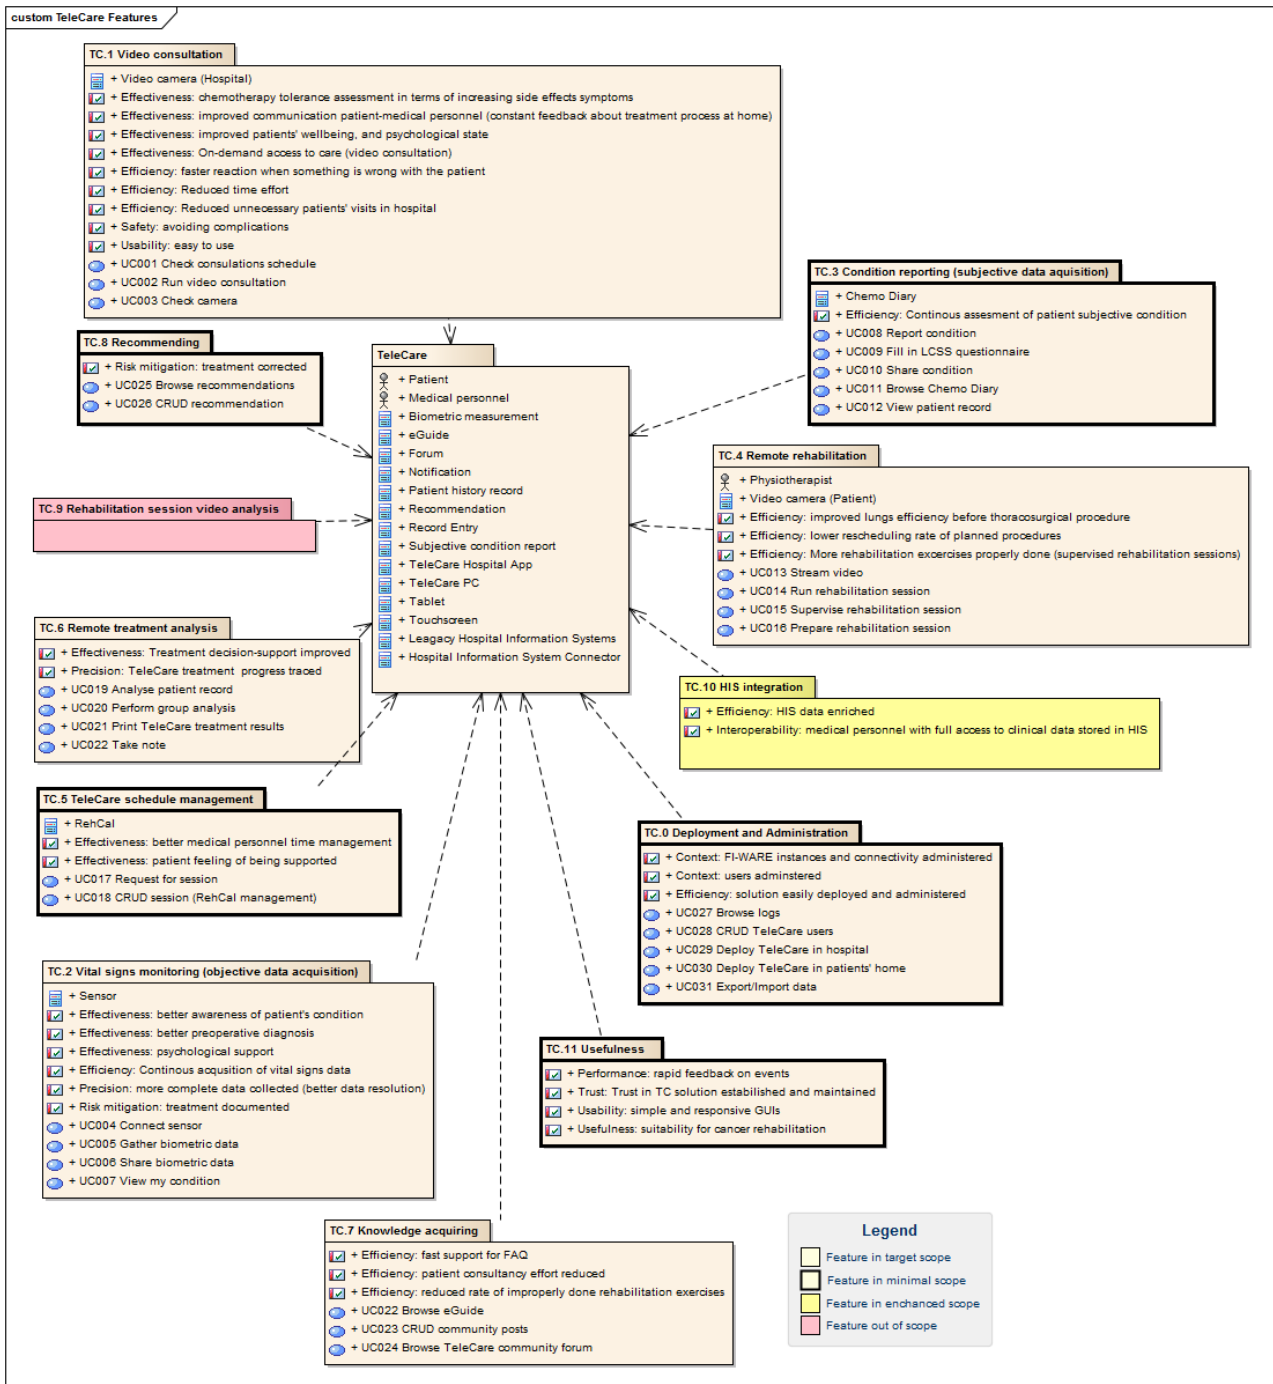 custom TeleCare Features
TC.1 Video consultation
+ Video camera (Hospital)
+ Effectiveness: chemotherapy tolerance assessment in terms of increasing side effects symptoms
+ Effectiveness: improved communication patient-medical personnel (constant feedback about treatment process at home)
+ Effectiveness: improved patients' wellbeing, and psychological state
+ Effectiveness: On-demand access to care (video consultation)
+ Efficiency: faster reaction when something is wrong with the patient
+ Efficiency: Reduced time effort
+ Efficiency: Reduced unnecessary patients' visits in hospital
+ Safety: avoiding complications
+ Usability: easy to use
+ UC001 Check consulations schedule
+ UC002 Run video consultation
+ UC003 Check camera
TC.3 Condition reporting (subjective data aquisition)
+ Chemo Diary
+ Efficiency: Continous assesment of patient subjective condition
+ UC008 Report condition
+ UC009 Fill in LCSS questionnaire
+ UC010 Share condition
+ UC011 Browse Chemo Diary
+ UC012 View patient record
TC.8 Recommending
+ Risk mitigation: treatment corrected
+ UC025 Browse recommendations
+ UC026 CRUD recommendation
TeleCare
+ Patient
+ Medical personnel
+ Biometric measurement
+ eGuide
+ Forum
+ Notification
+ Patient history record
+ Recommendation
+ Record Entry
+ Subjective condition report
+ TeleCare Hospital App
+ TeleCare PC
+ Tablet
+ Touchscreen
+ Leagacy Hospital Information Systems
+ Hospital Information System Connector
TC.4 Remote rehabilitation
+ Physiotherapist
+ Video camera (Patient)
+ Efficiency: improved lungs efficiency before thoracosurgical procedure
+ Efficiency: lower rescheduling rate of planned procedures
+ Efficiency: More rehabilitation excercises properly done (supervised rehabilitation sessions)
+ UC013 Stream video
+ UC014 Run rehabilitation session
+ UC015 Supervise rehabilitation session
+ UC016 Prepare rehabilitation session
TC.9 Rehabilitation session video analysis
TC.6 Remote treatment analysis
+ Effectiveness: Treatment decision-support improved
+ Precision: TeleCare treatment progress traced
+ UC019 Analyse patient record
+ UC020 Perform group analysis
+ UC021 Print TeleCare treatment results
+ UC022 Take note
TC.10 HIS integration
+ Efficiency: HIS data enriched
+ Interoperability: medical personnel with full access to clinical data stored in HIS
TC.5 TeleCare schedule management
+ RehCal
+ Effectiveness: better medical personnel time management
+ Effectiveness: patient feeling of being supported
+ UC017 Request for session
+ UC018 CRUD session (RehCal management)
TC.0 Deployment and Administration
+ Context: FI-WARE instances and connectivity administered
+ Context: users adminstered
+ Efficiency: solution easily deployed and administered
+ UC027 Browse logs
+ UC028 CRUD TeleCare users
+ UC029 Deploy TeleCare in hospital
+ UC030 Deploy TeleCare in patients' home
+ UC031 Export/Import data
TC.2 Vital signs monitoring (objective data acquisition)
+ Sensor
+ Effectiveness: better awareness of patient's condition
+ Effectiveness: better preoperative diagnosis
+ Effectiveness: psychological support
+ Efficiency: Continous acqusition of vital signs data
+ Precision: more complete data collected (better data resolution)
+ Risk mitigation: treatment documented
+ UC004 Connect sensor
+ UC005 Gather biometric data
+ UC006 Share biometric data
+ UC007 View my condition
TC.11 Usefulness
+ Performance: rapid feedback on events
+ Trust: Trust in TC solution estabilished and maintained
+ Usability: simple and responsive GUIs
+ Usefulness: suitability for cancer rehabilitation
TC.7 Knowledge acquiring
+ Efficiency: fast support for FAQ
+ Efficiency: patient consultancy effort reduced
+ Efficiency: reduced rate of improperly done rehabilitation exercises
+ UC022 Browse eGuide
+ UC023 CRUD community posts
+ UC024 Browse TeleCare community forum
Legend
Feature in target scope
Feature in minimal scope
Feature in enchanced scope
Feature out of scope